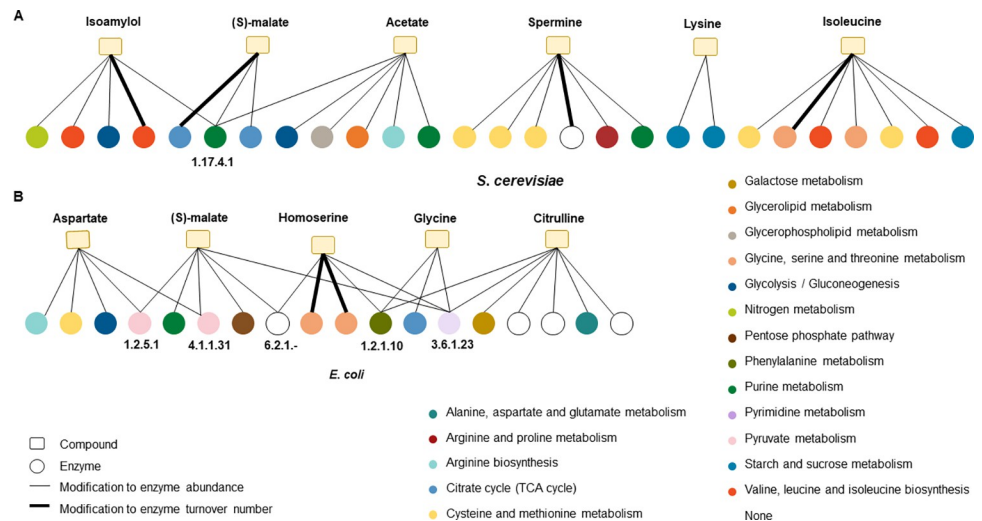 A
Isoamylol (S)-malate Acetate Spermine Lysine Isoleucine
1.17.4.1
S. cerevisiae
B
Aspartate (S)-malate Homoserine Glycine Citrulline
1.2.5.1 4.1.1.31 6.2.1.- 1.2.1.10 3.6.1.23
E. coli
Compound
Enzyme
Modification to enzyme abundance
Modification to enzyme turnover number
Alanine, aspartate and glutamate metabolism
Arginine and proline metabolism
Arginine biosynthesis
Citrate cycle (TCA cycle)
Cysteine and methionine metabolism
Galactose metabolism
Glycerolipid metabolism
Glycerophospholipid metabolism
Glycine, serine and threonine metabolism
Glycolysis / Gluconeogenesis
Nitrogen metabolism
Pentose phosphate pathway
Phenylalanine metabolism
Purine metabolism
Pyrimidine metabolism
Pyruvate metabolism
Starch and sucrose metabolism
Valine, leucine and isoleucine biosynthesis
None